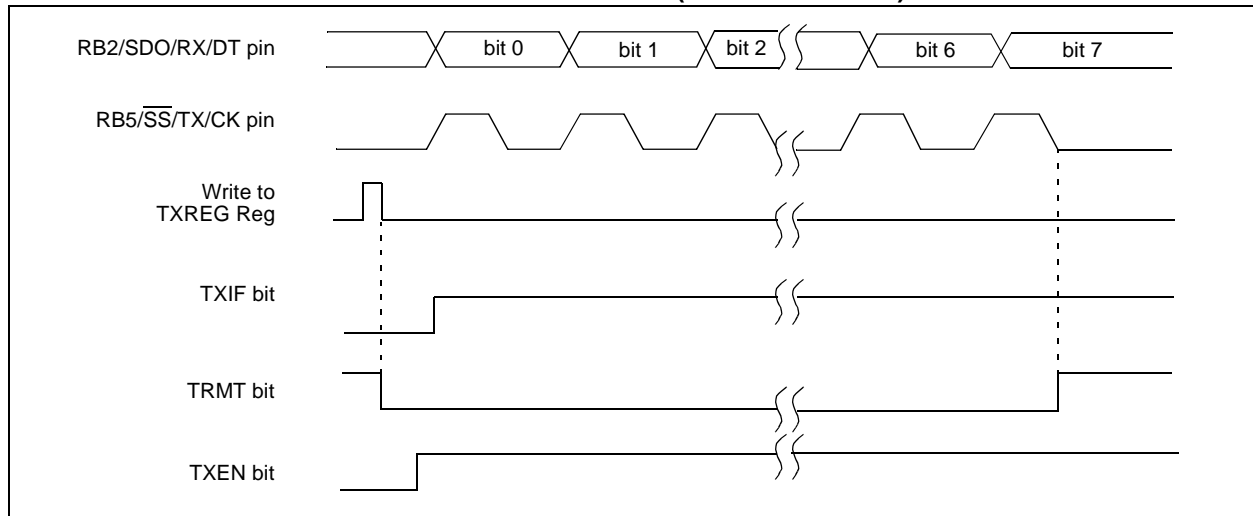 RB2/SDO/RX/DT pin
bit 0
bit 1
bit 2
bit 6
bit 7
RB5/SS/TX/CK pin
Write to
TXREG Reg
TXIF bit
TRMT bit
TXEN bit